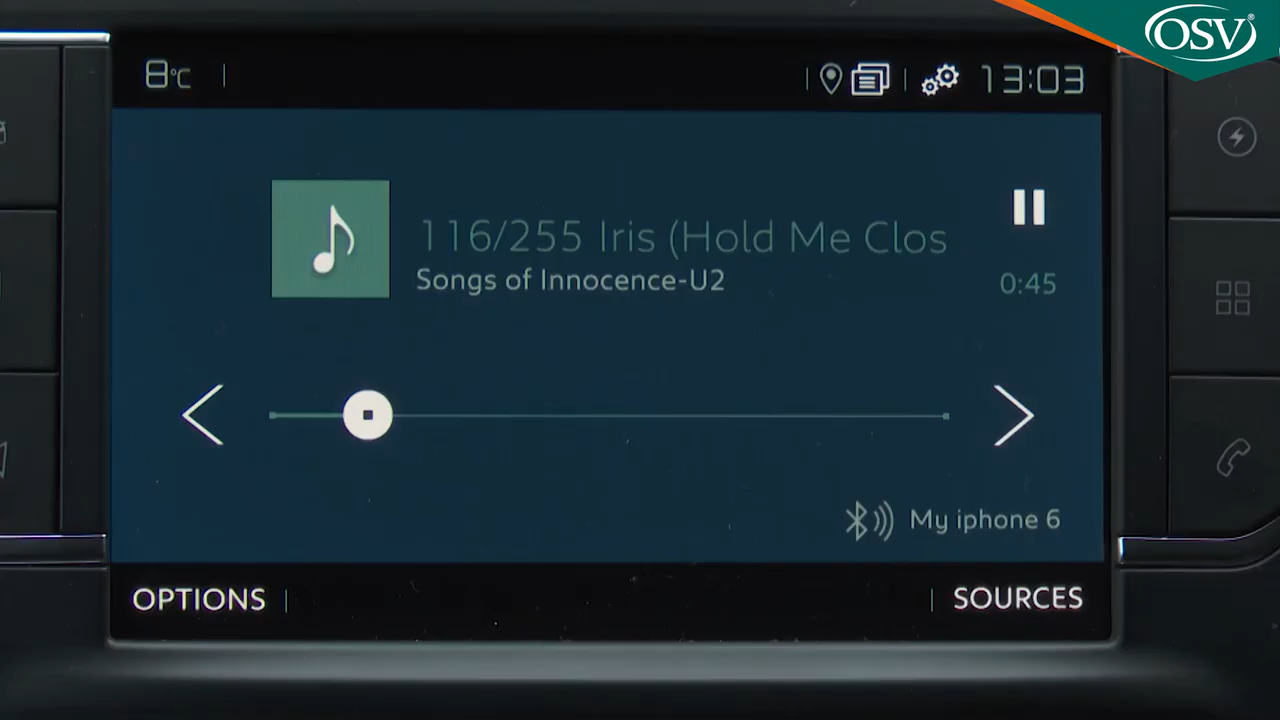 OSV®
8°C
13:03
116/255 Iris (Hold Me Clos
Songs of Innocence-U2
0:45
My iphone 6
OPTIONS
SOURCES